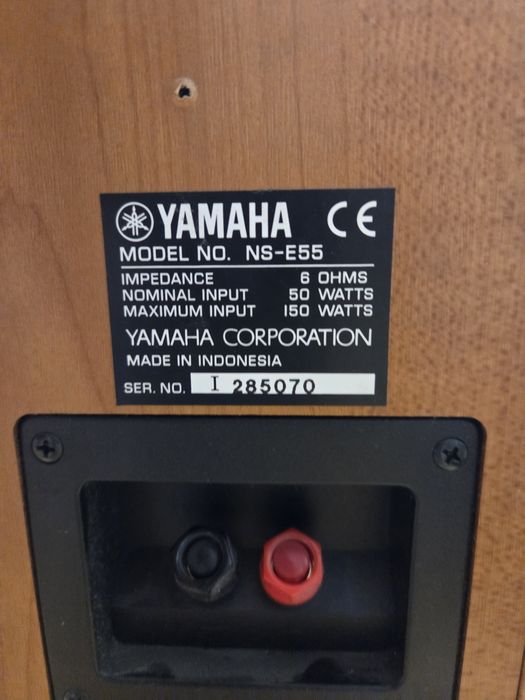 YAMAHA CE
MODEL NO. NS-E55
IMPEDANCE 6 OHMS
NOMINAL INPUT 50 WATTS
MAXIMUM INPUT 150 WATTS
YAMAHA CORPORATION
MADE IN INDONESIA
SER. NO. I 285070